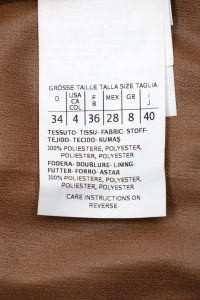 GRÖSSE TAILLE TALLA SIZE TAGLIA
D USA CA CO F B MEX GB I J
34 4 36 28 8 40
TESSUTO- TISSU- FABRIC- STOFF-
TEJIDO- TECIDO- KUMAŞ
100% POLIESTERE, POLYESTER,
POLIESTER, POLYESTER
FODERA- DOUBLURE- LINING-
FUTTER- FORRO- ASTAR
100% POLIESTERE, POLYESTER,
POLIESTER, POLYESTER
CARE INSTRUCTIONS ON
REVERSE